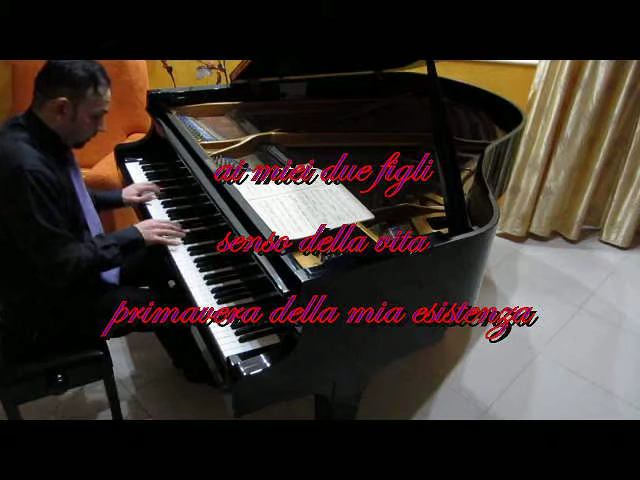 ai miei due figli
senso della vita
primavera della mia esistenza